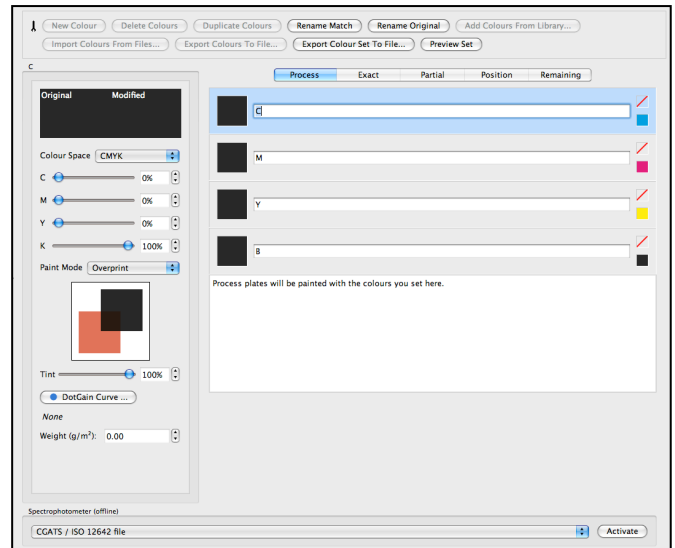 New Colour Delete Colours Duplicate Colours Rename Match Rename Original Add Colours From Library...
Import Colours From Files... Export Colours To File... Export Colour Set To File... Preview Set
C
Process Exact Partial Position Remaining
Original Modified
C
Colour Space CMYK
C 0%
M
M 0%
Y 0%
Y
K 100%
B
Paint Mode Overprint
Process plates will be painted with the colours you set here.
Tint 100%
DotGain Curve ...
None
Weight (g/m²): 0.00
Spectrophotometer (offline)
CGATS / ISO 12642 file Activate